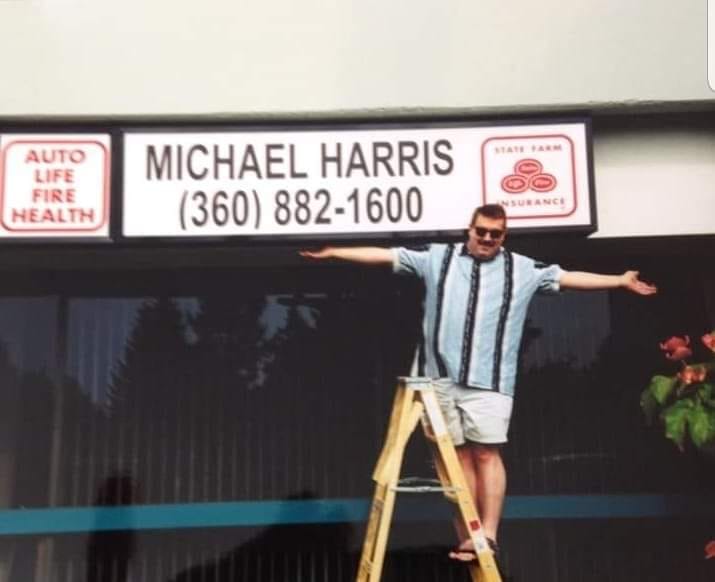 AUTO
LIFE
FIRE
HEALTH
MICHAEL HARRIS
(360) 882-1600
STATE FARM
INSURANCE